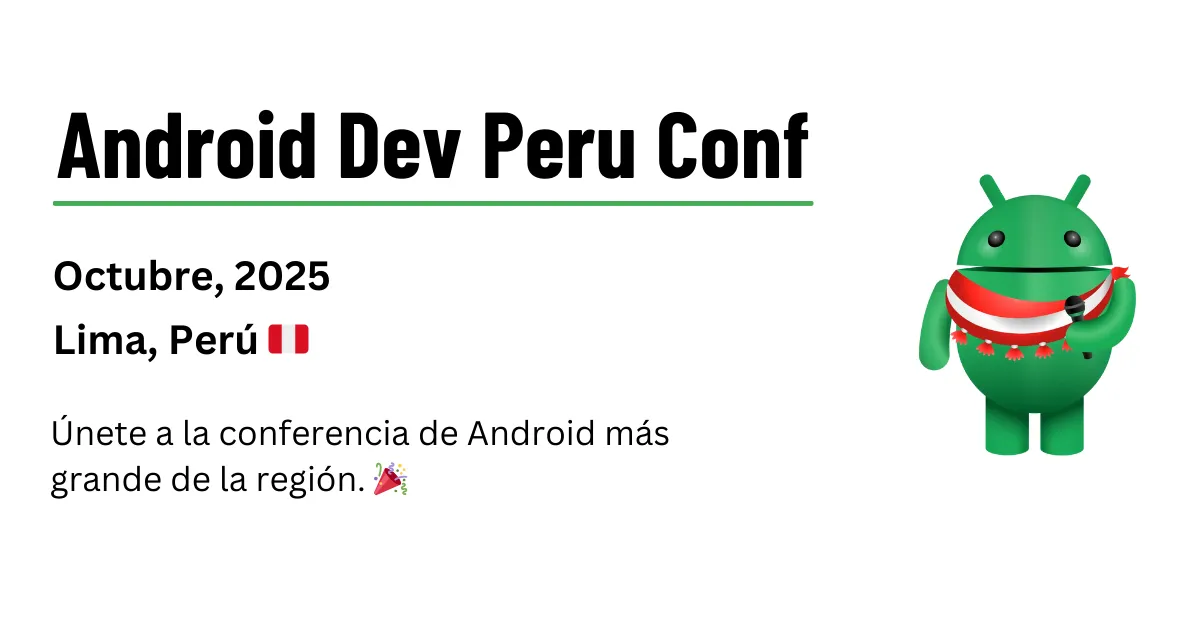 Android Dev Peru Conf
Octubre, 2025
Lima, Perú 🇵🇪
Únete a la conferencia de Android más
grande de la región. 🎉